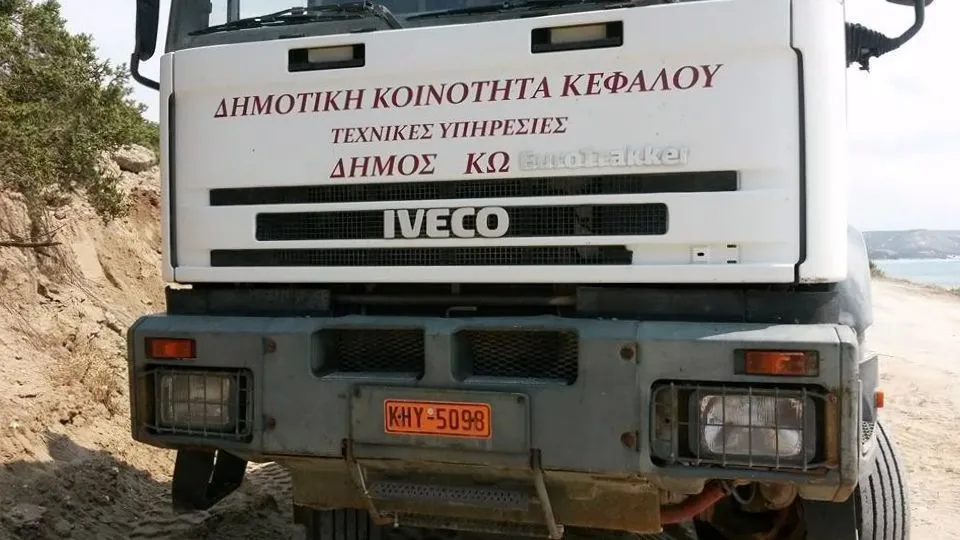 ΔΗΜΟΤΙΚΗ ΚΟΙΝΟΤΗΤΑ ΚΕΦΑΛΟΥ
ΤΕΧΝΙΚΕΣ ΥΠΗΡΕΣΙΕΣ
ΔΗΜΟΣ ΚΩ EuroTrakker
IVECO
ΚΗΥ-5098